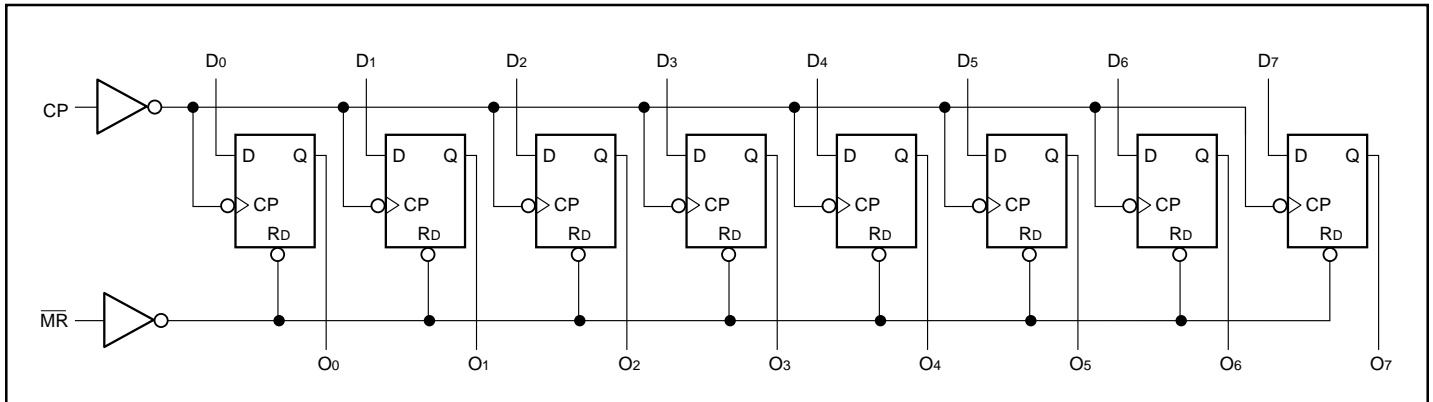 D0 D1 D2 D3 D4 D5 D6 D7
CP
D Q D Q D Q D Q D Q D Q D Q D Q
CP CP CP CP CP CP CP CP
RD RD RD RD RD RD RD RD
M̅R̅
O0 O1 O2 O3 O4 O5 O6 O7